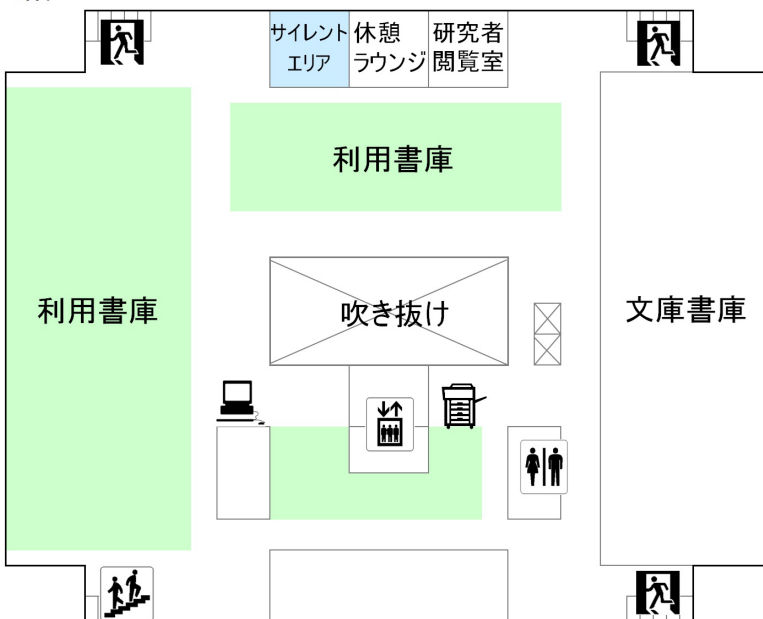 サイレント
エリア
休憩
ラウンジ
研究者
閲覧室
利用書庫
利用書庫
吹き抜け
文庫書庫